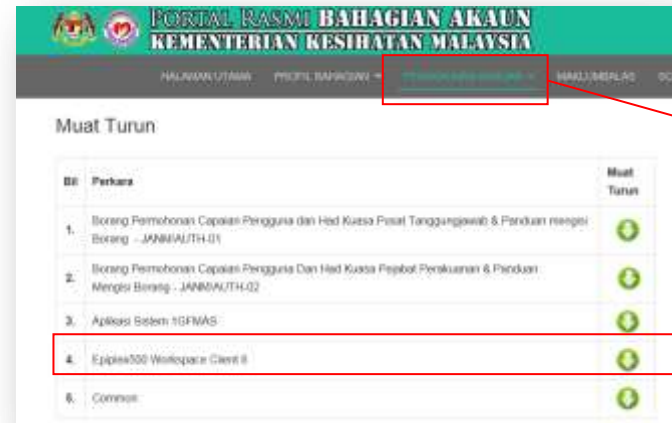 PORTAL RASMI BAHAGIAN AKAUN
KEMENTERIAN KESIHATAN MALAYSIA
HALAMAN UTAMA PROFIL BAHAGIAN MAKLUMBALAS
Muat Turun
Bil Perkara Muat Turun
1. Borang Permohonan Capaian Pengguna dan Had Kuasa Pusat Tanggungjawab & Panduan mengisi
Borang - JANM/AUTH-01
2. Borang Permohonan Capaian Pengguna Dan Had Kuasa Pejabat Perakuanan & Panduan
Mengisi Borang - JANM/AUTH-02
3. Aplikasi Sistem 1GFMAS
4. Epiplex500 Workspace Client 8
5. Common